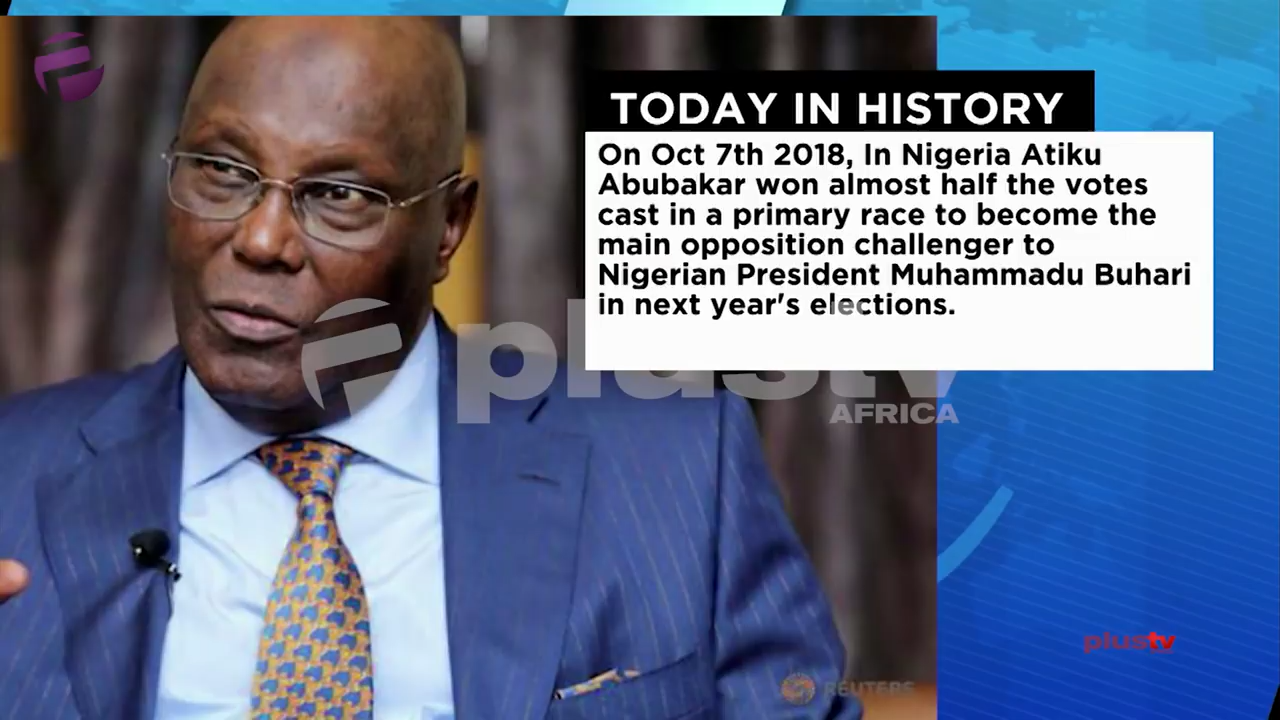 TODAY IN HISTORY
On Oct 7th 2018, In Nigeria Atiku
Abubakar won almost half the votes
cast in a primary race to become the
main opposition challenger to
Nigerian President Muhammadu Buhari
in next year's elections.
plustv
AFRICA
plustv
REUTERS